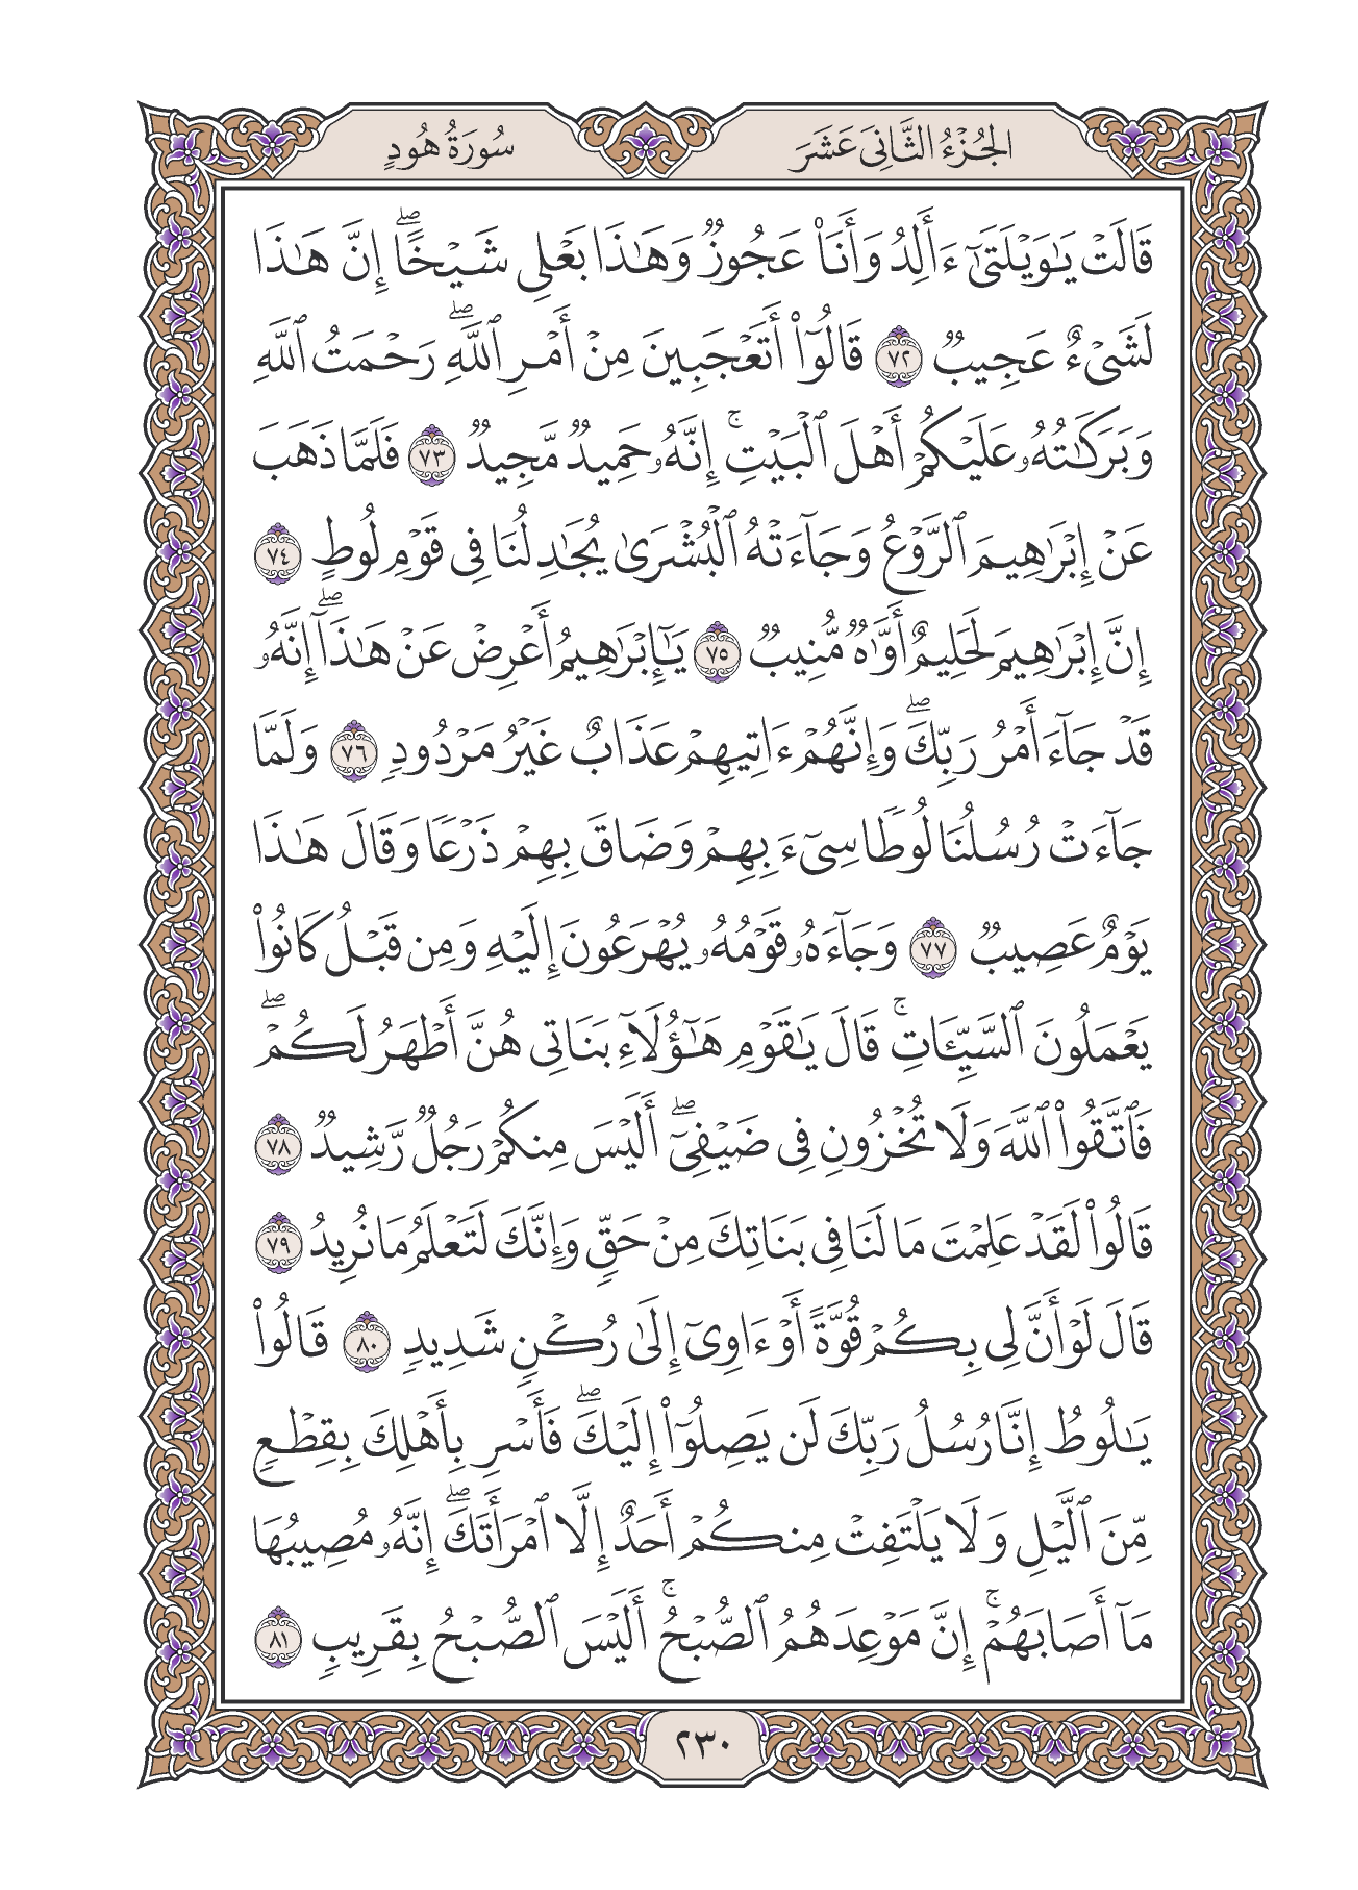 الجُزْءُ الثَّانِيَ عَشَرَ
سُورَةُ هُودٍ
قَالَتْ يَٰوَيْلَتَىٰٓ ءَأَلِدُ وَأَنَا۠ عَجُوزٌ وَهَٰذَا بَعْلِى شَيْخًا ۖ إِنَّ هَٰذَا
لَشَىْءٌ عَجِيبٌ ٧٢ قَالُوٓا۟ أَتَعْجَبِينَ مِنْ أَمْرِ ٱللَّهِ ۖ رَحْمَتُ ٱللَّهِ
وَبَرَكَٰتُهُۥ عَلَيْكُمْ أَهْلَ ٱلْبَيْتِ ۚ إِنَّهُۥ حَمِيدٌ مَّجِيدٌ ٧٣ فَلَمَّا ذَهَبَ
عَنْ إِبْرَٰهِيمَ ٱلرَّوْعُ وَجَآءَتْهُ ٱلْبُشْرَىٰ يُجَٰدِلُنَا فِى قَوْمِ لُوطٍ ٧٤
إِنَّ إِبْرَٰهِيمَ لَحَلِيمٌ أَوَّٰهٌ مُّنِيبٌ ٧٥ يَٰٓإِبْرَٰهِيمُ أَعْرِضْ عَنْ هَٰذَآ ۖ إِنَّهُۥ
قَدْ جَآءَ أَمْرُ رَبِّكَ ۖ وَإِنَّهُمْ ءَاتِيهِمْ عَذَابٌ غَيْرُ مَرْدُودٍ ٧٦ وَلَمَّا
جَآءَتْ رُسُلُنَا لُوطًا سِىٓءَ بِهِمْ وَضَاقَ بِهِمْ ذَرْعًا وَقَالَ هَٰذَا
يَوْمٌ عَصِيبٌ ٧٧ وَجَآءَهُۥ قَوْمُهُۥ يُهْرَعُونَ إِلَيْهِ وَمِن قَبْلُ كَانُوا۟
يَعْمَلُونَ ٱلسَّيِّـَٔاتِ ۚ قَالَ يَٰقَوْمِ هَٰٓؤُلَآءِ بَنَاتِى هُنَّ أَطْهَرُ لَكُمْ ۖ
فَٱتَّقُوا۟ ٱللَّهَ وَلَا تُخْزُونِ فِى ضَيْفِىٓ ۖ أَلَيْسَ مِنكُمْ رَجُلٌ رَّشِيدٌ ٧٨
قَالُوا۟ لَقَدْ عَلِمْتَ مَا لَنَا فِى بَنَاتِكَ مِنْ حَقٍّ وَإِنَّكَ لَتَعْلَمُ مَا نُرِيدُ ٧٩
قَالَ لَوْ أَنَّ لِى بِكُمْ قُوَّةً أَوْ ءَاوِىٓ إِلَىٰ رُكْنٍ شَدِيدٍ ٨٠ قَالُوا۟
يَٰلُوطُ إِنَّا رُسُلُ رَبِّكَ لَن يَصِلُوٓا۟ إِلَيْكَ ۖ فَأَسْرِ بِأَهْلِكَ بِقِطْعٍ
مِّنَ ٱلَّيْلِ وَلَا يَلْتَفِتْ مِنكُمْ أَحَدٌ إِلَّا ٱمْرَأَتَكَ ۖ إِنَّهُۥ مُصِيبُهَا
مَآ أَصَابَهُمْ ۚ إِنَّ مَوْعِدَهُمُ ٱلصُّبْحُ ۚ أَلَيْسَ ٱلصُّبْحُ بِقَرِيبٍ ٨١
٢٣٠